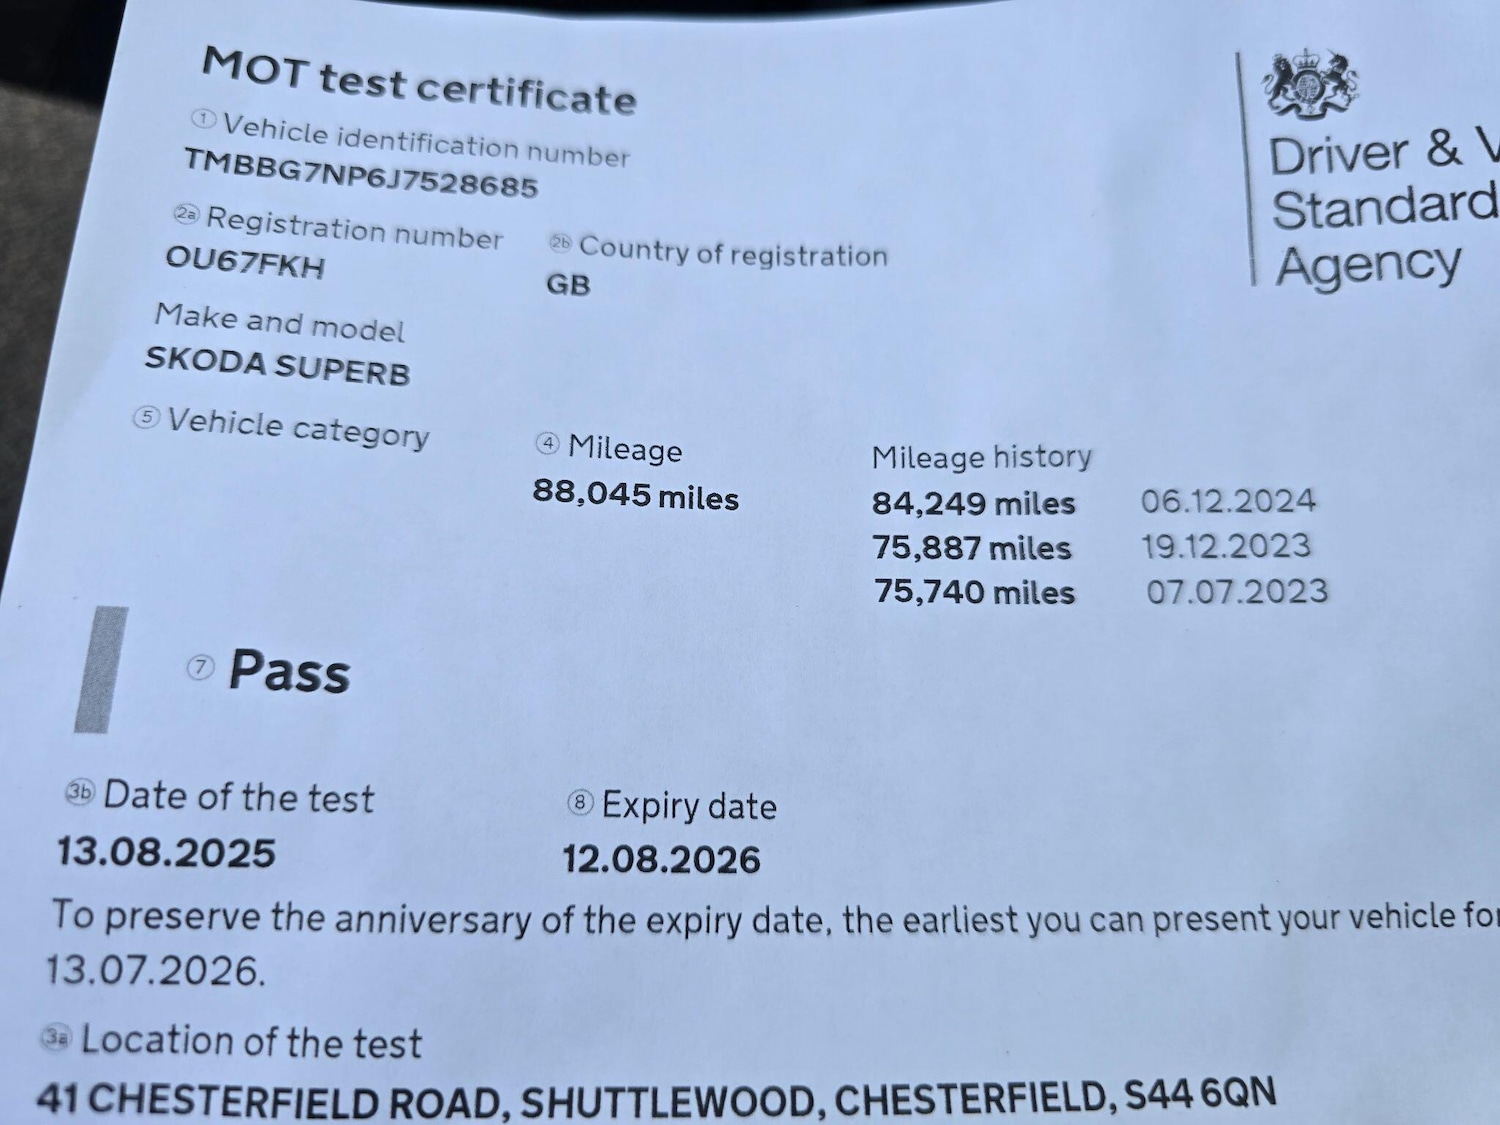 MOT test certificate
1 Vehicle identification number
TMBBG7NP6J7528685
2a Registration number
OU67FKH
2b Country of registration
GB
Make and model
SKODA SUPERB
5 Vehicle category
4 Mileage
88,045 miles
Mileage history
84,249 miles 06.12.2024
75,887 miles 19.12.2023
75,740 miles 07.07.2023
7 Pass
3b Date of the test
13.08.2025
8 Expiry date
12.08.2026
To preserve the anniversary of the expiry date, the earliest you can present your vehicle
13.07.2026.
3a Location of the test
41 CHESTERFIELD ROAD, SHUTTLEWOOD, CHESTERFIELD, S44 6QN
Driver &
Standard
Agency